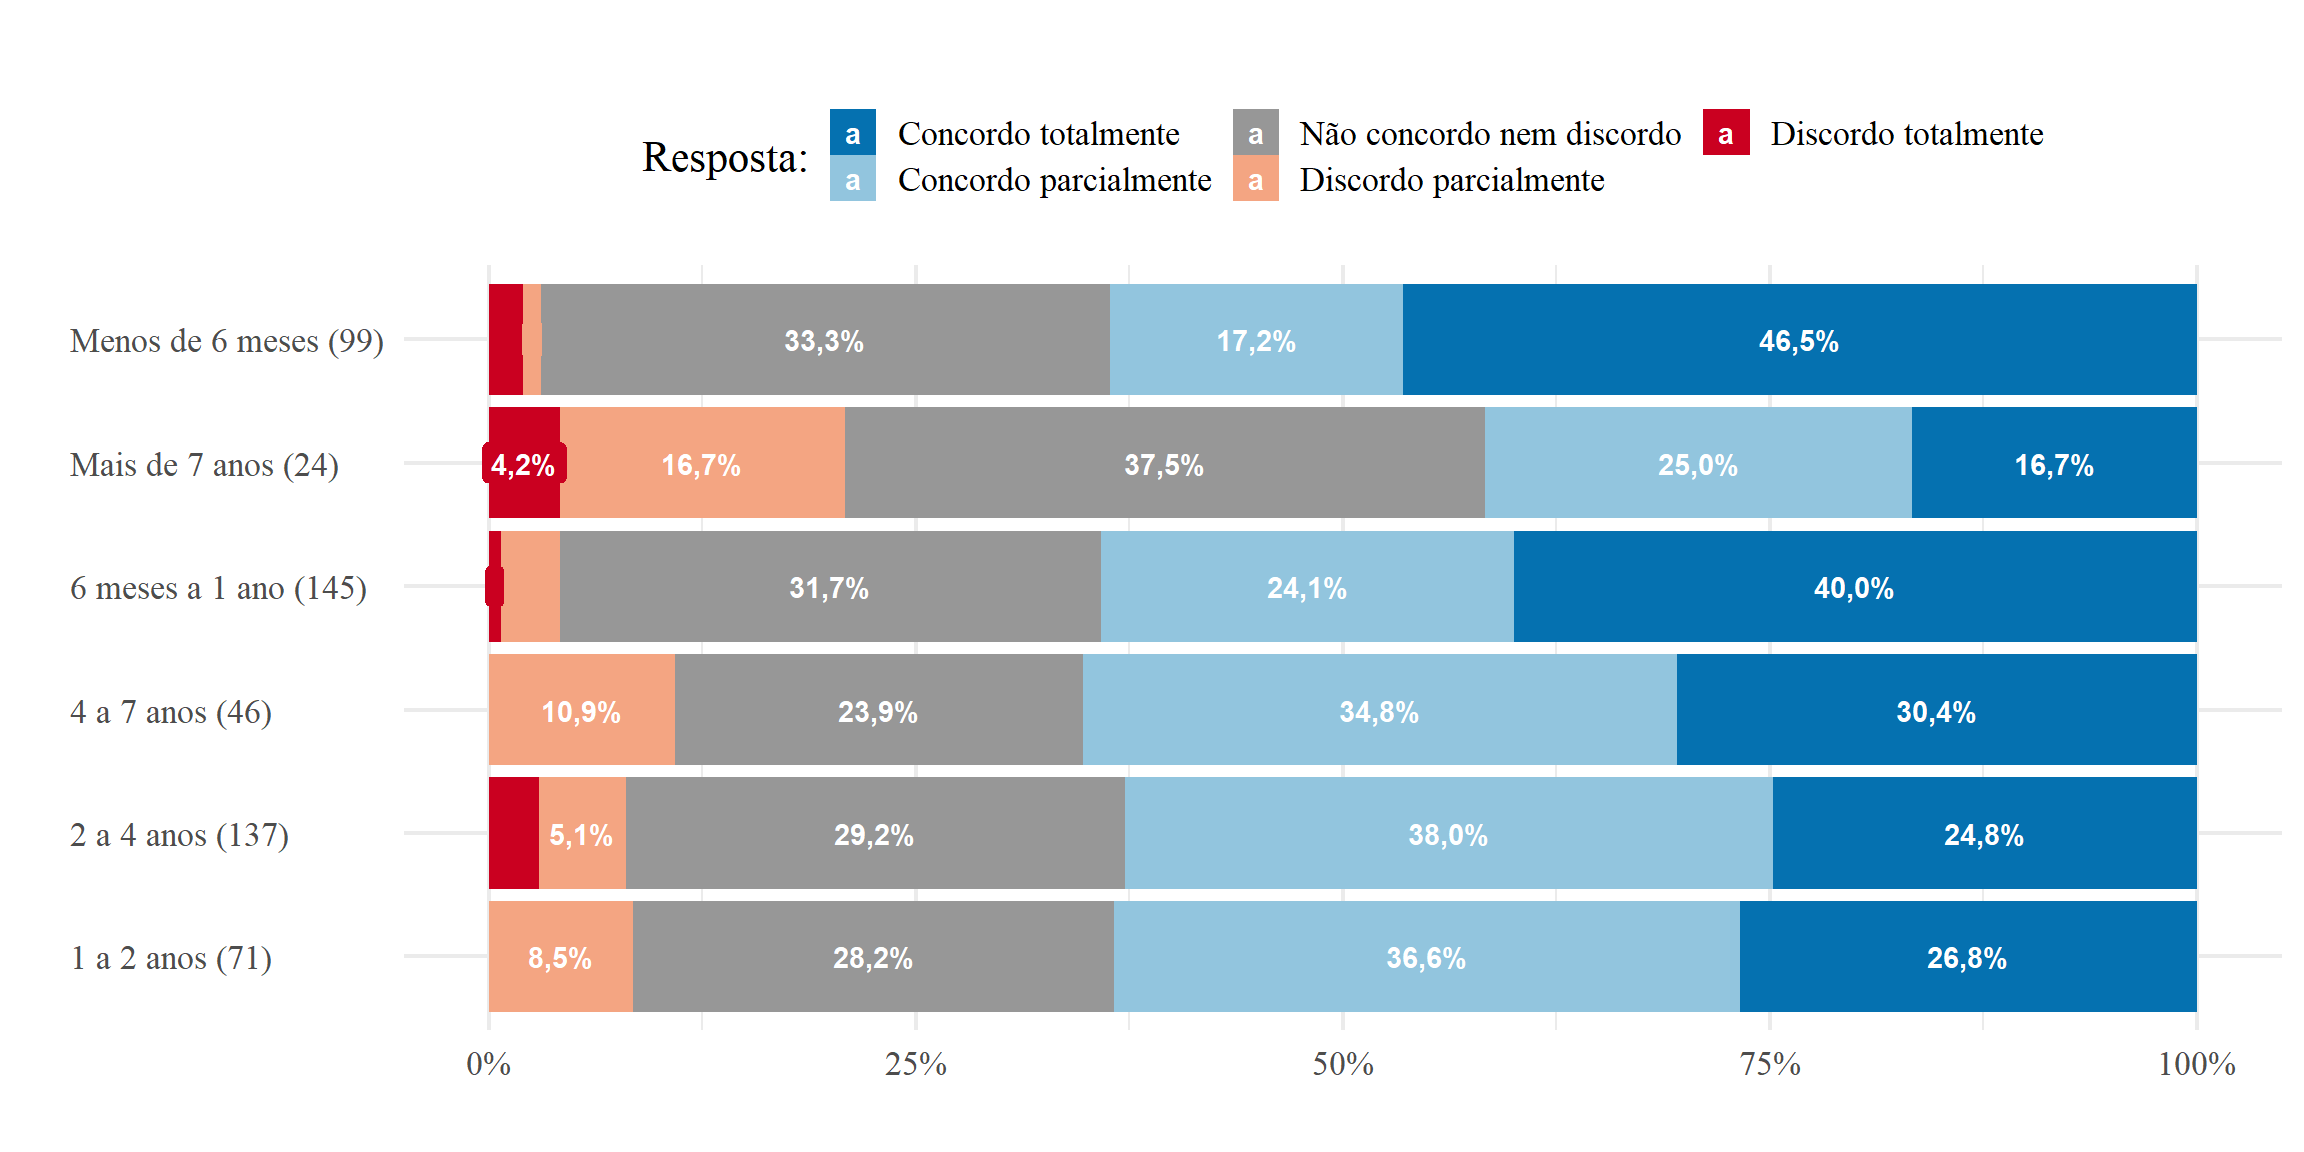 Resposta:
a Concordo totalmente
a Concordo parcialmente
a Não concordo nem discordo
a Discordo parcialmente
a Discordo totalmente
Menos de 6 meses (99) 33,3% 17,2% 46,5%
Mais de 7 anos (24) 4,2% 16,7% 37,5% 25,0% 16,7%
6 meses a 1 ano (145) 31,7% 24,1% 40,0%
4 a 7 anos (46) 10,9% 23,9% 34,8% 30,4%
2 a 4 anos (137) 5,1% 29,2% 38,0% 24,8%
1 a 2 anos (71) 8,5% 28,2% 36,6% 26,8%
0% 25% 50% 75% 100%